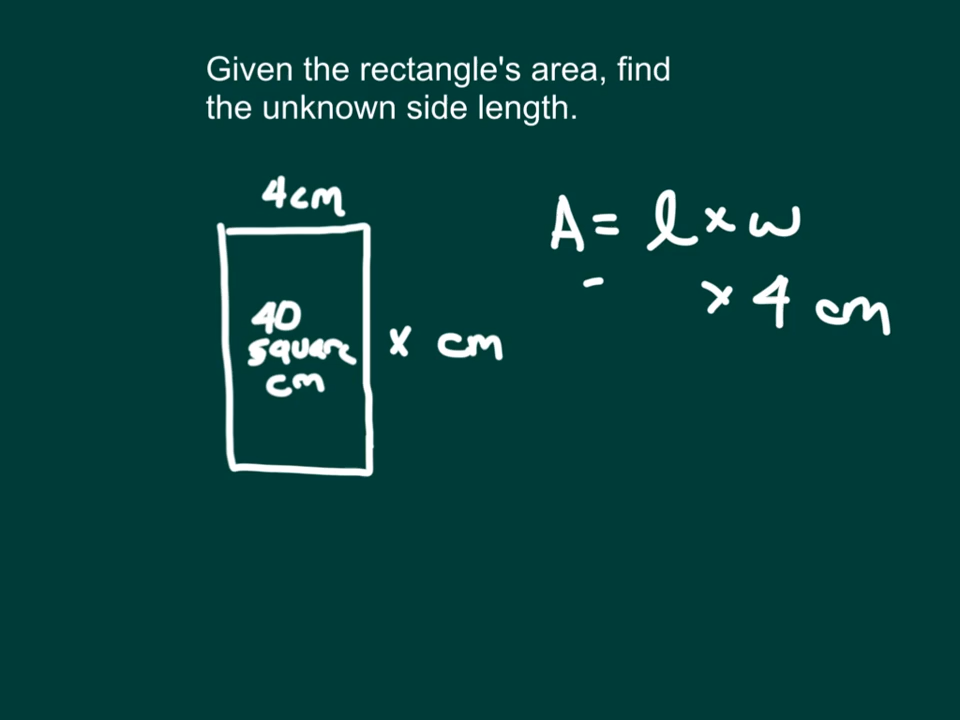 Given the rectangle's area, find
the unknown side length.
4cm
A = l × w
= × 4 cm
40
square
cm
x cm